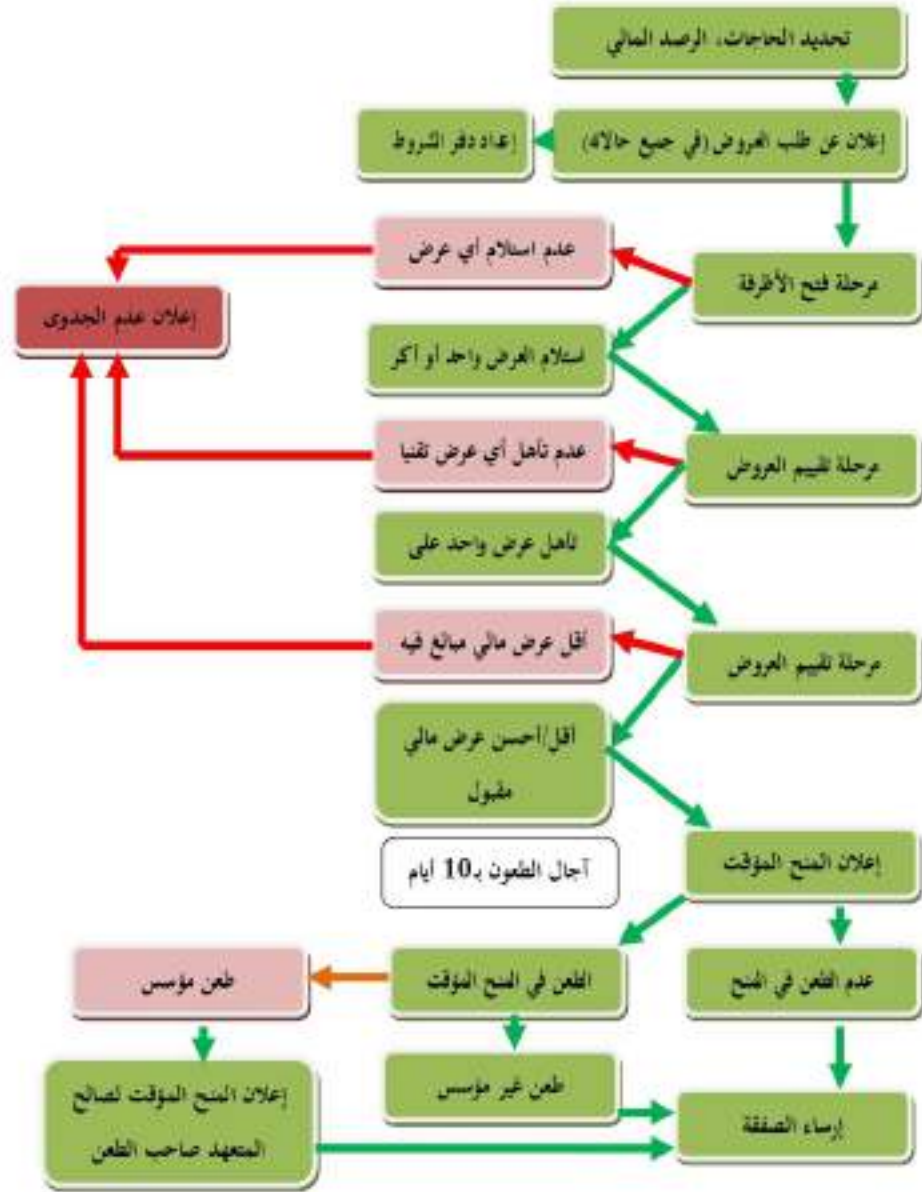 تحديد الحاجات، الرصد المالي
إعلان عن طلب العروض (في جميع حالاته)
إعداد دفتر الشروط
عدم استلام أي عرض
مرحلة فتح الأظرفة
إعلان عدم الجدوى
استلام العرض واحد أو أكثر
عدم تأهل أي عرض تقنيا
مرحلة تقييم العروض
تأهل عرض واحد على
أقل عرض مالي مبالغ فيه
مرحلة تقييم العروض
أقل/أحسن عرض مالي
مقبول
إعلان المنح المؤقت
آجال الطعون بـ10 أيام
عدم الطعن في المنح
الطعن في المنح المؤقت
طعن مؤسس
طعن غير مؤسس
إعلان المنح المؤقت لصالح
المتعهد صاحب الطعن
إرساء الصفقة